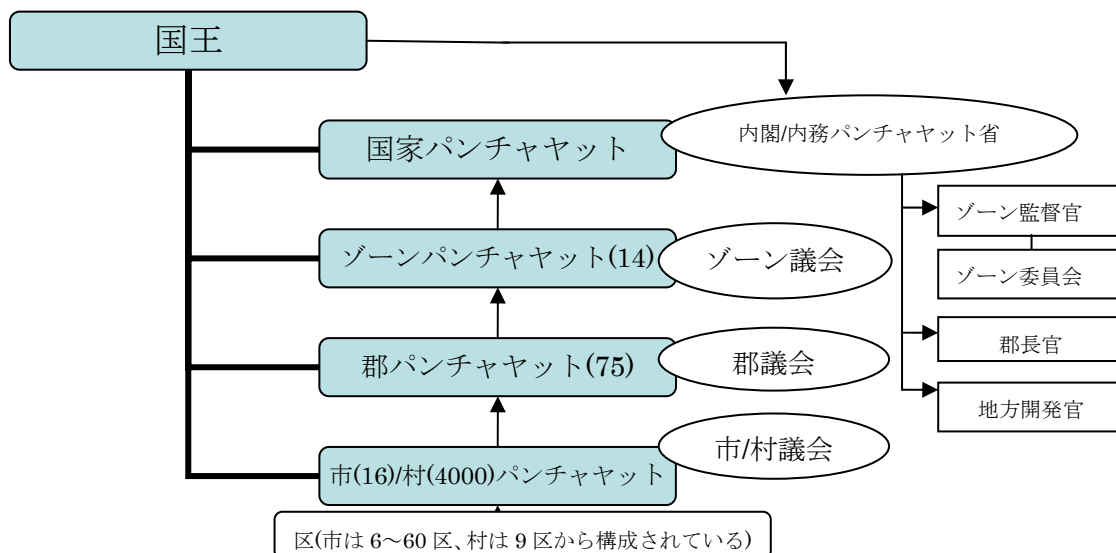 国王
内閣/内務パンチャヤット省
国家パンチャヤット
ゾーン監督官
ゾーンパンチャヤット(14)
ゾーン議会
ゾーン委員会
郡パンチャヤット(75)
郡議会
郡長官
地方開発官
市/村議会
市(16)/村(4000)パンチャヤット
区(市は 6～60 区、村は 9 区から構成されている)